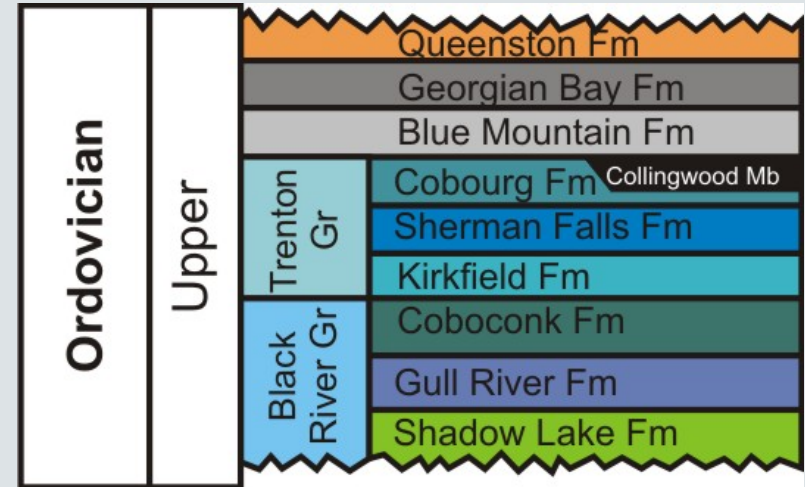 Ordovician
Upper
Queenston Fm
Georgian Bay Fm
Blue Mountain Fm
Trenton
Gr
Cobourg Fm
Collingwood Mb
Sherman Falls Fm
Kirkfield Fm
Black
River Gr
Coboconk Fm
Gull River Fm
Shadow Lake Fm